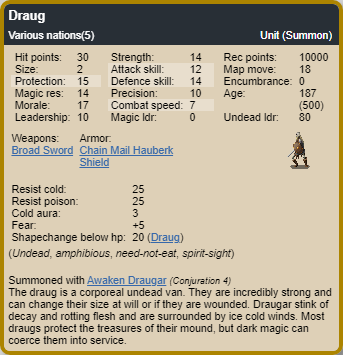 Draug
Various nations(5) Unit (Summon)
Hit points: 30 Strength: 14 Rec points: 10000
Size: 2 Attack skill: 12 Map move: 18
Protection: 15 Defence skill: 14 Encumbrance: 0
Magic res: 14 Precision: 10 Age: 187
Morale: 17 Combat speed: 7 (500)
Leadership: 10 Magic ldr: 0 Undead ldr: 80
Weapons: Armor:
Broad Sword Chain Mail Hauberk
Shield
Resist cold: 25
Resist poison: 25
Cold aura: 3
Fear: +5
Shapechange below hp: 20 (Draug)
(Undead, amphibious, need-not-eat, spirit-sight)
Summoned with Awaken Draugar (Conjuration 4)
The draug is a corporeal undead van. They are incredibly strong and
can change their size at will or if they are wounded. Draugar stink of
decay and rotting flesh and are surrounded by ice cold winds. Most
draugs protect the treasures of their mound, but dark magic can
coerce them into service.